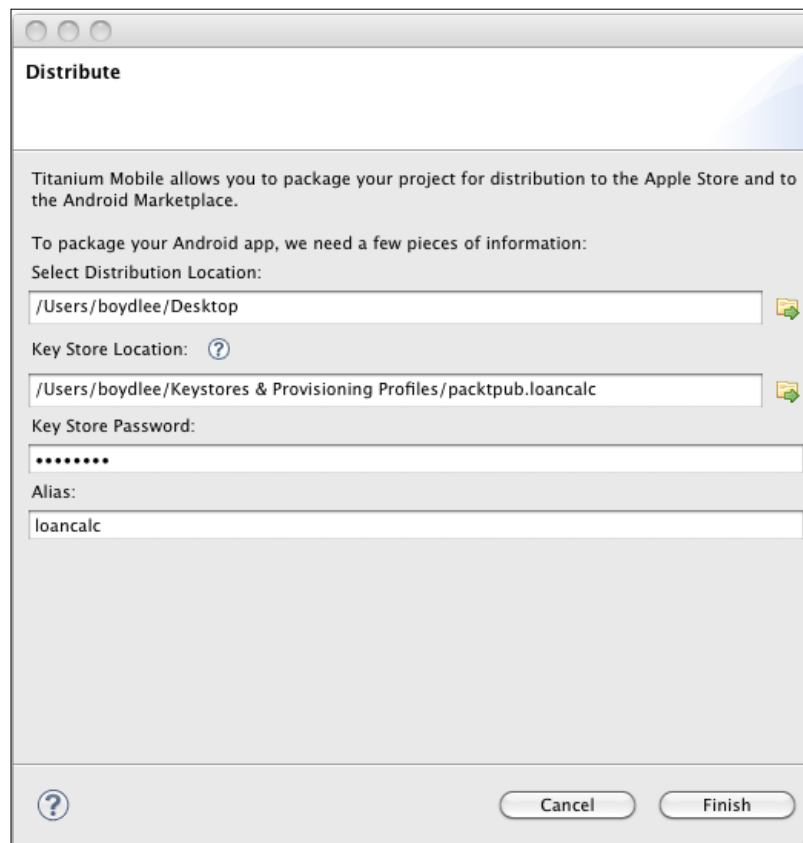 Distribute
Titanium Mobile allows you to package your project for distribution to the Apple Store and to
the Android Marketplace.
To package your Android app, we need a few pieces of information:
Select Distribution Location:
/Users/boydlee/Desktop
Key Store Location: ?
/Users/boydlee/Keystores & Provisioning Profiles/packtpub.loancalc
Key Store Password:
••••••••
Alias:
loancalc
? Cancel Finish